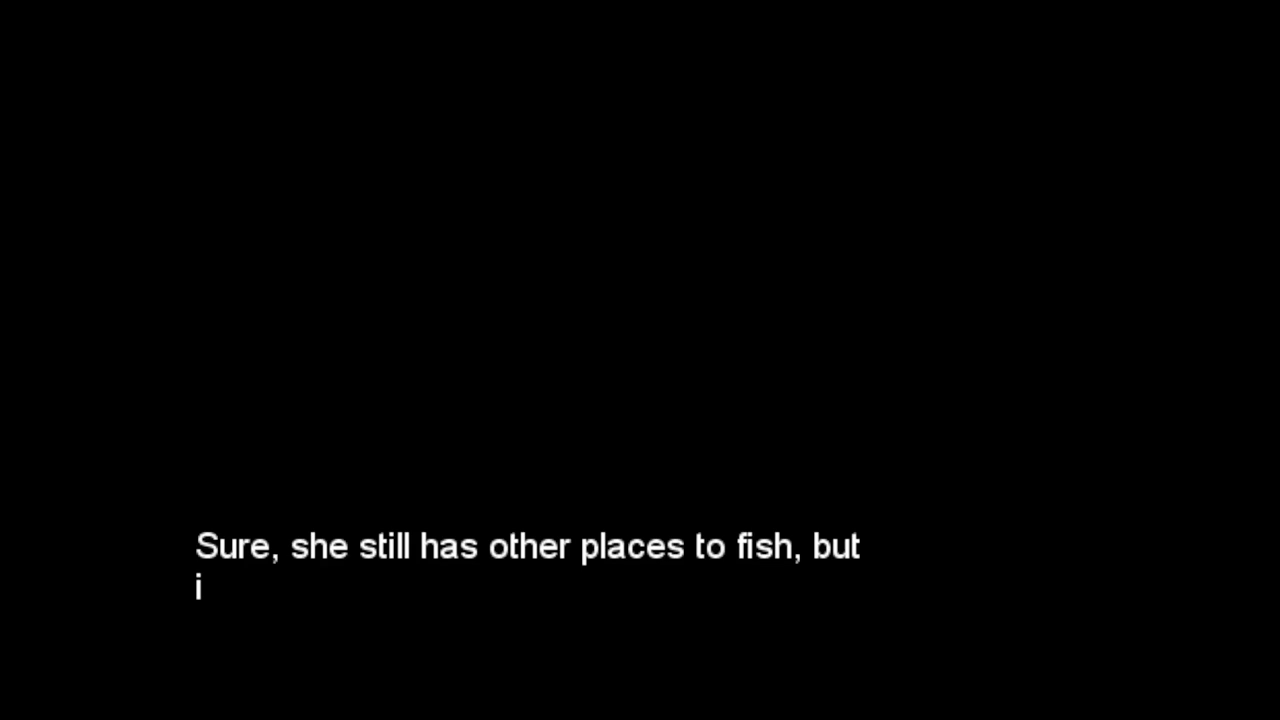 Sure, she still has other places to fish, but
i